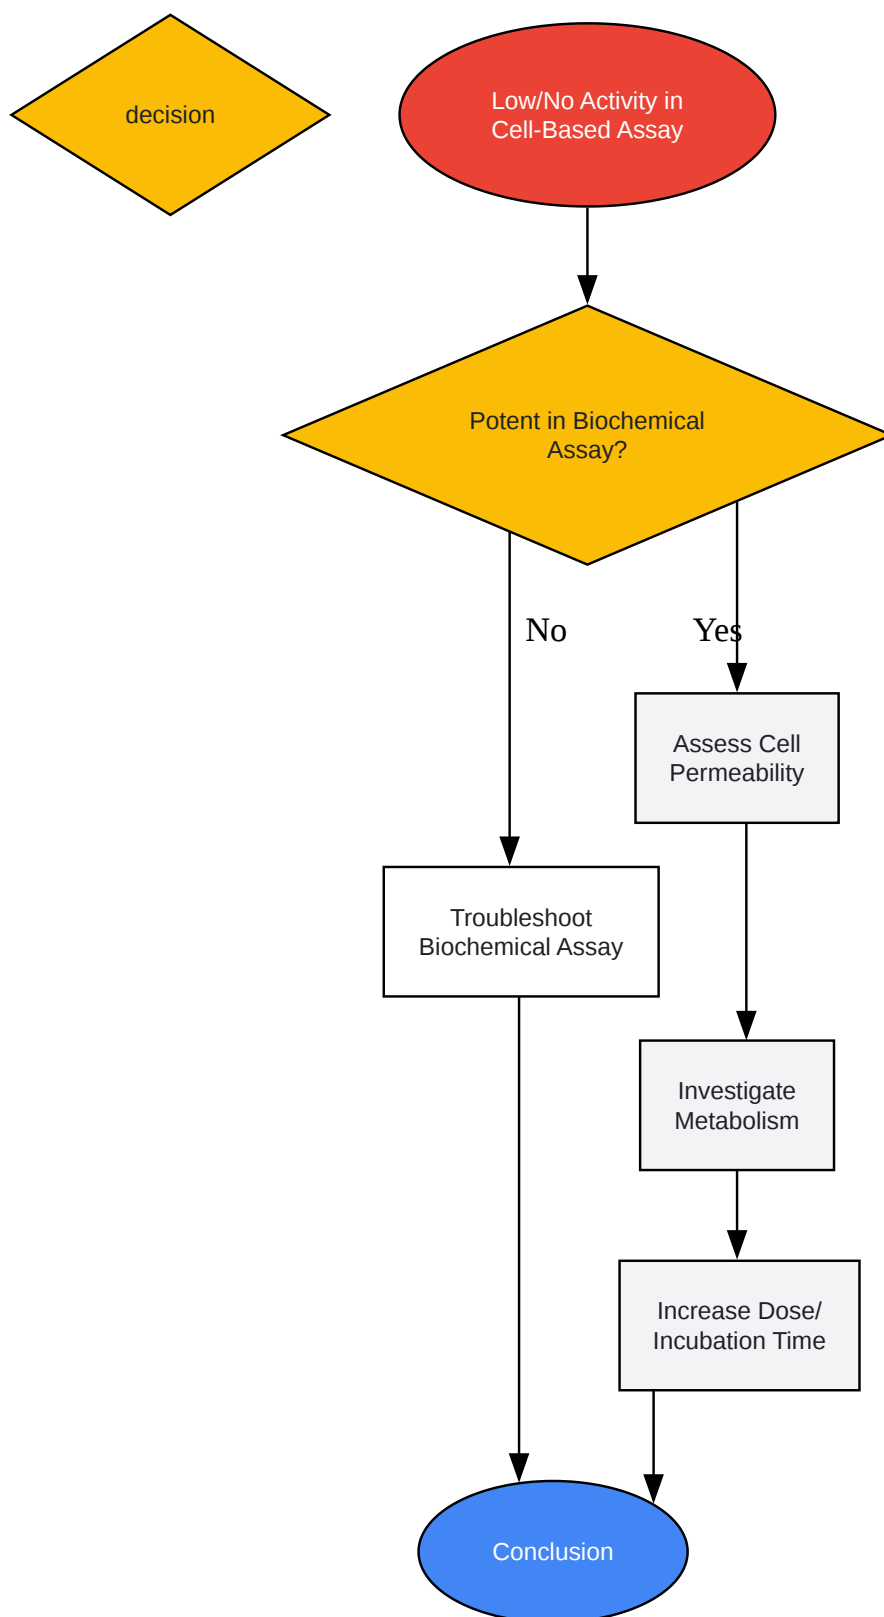 decision
Low/No Activity in
Cell-Based Assay
Potent in Biochemical
Assay?
No
Yes
Assess Cell
Permeability
Troubleshoot
Biochemical Assay
Investigate
Metabolism
Increase Dose/
Incubation Time
Conclusion